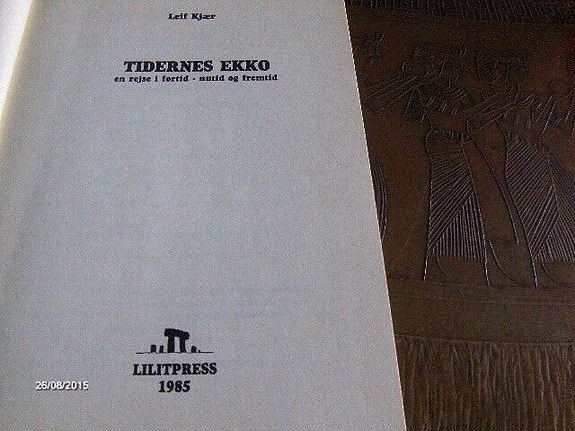 Leif Kjær
TIDERNES EKKO
en rejse i fortid - nutid og fremtid
LILITPRESS
1985
26/08/2015